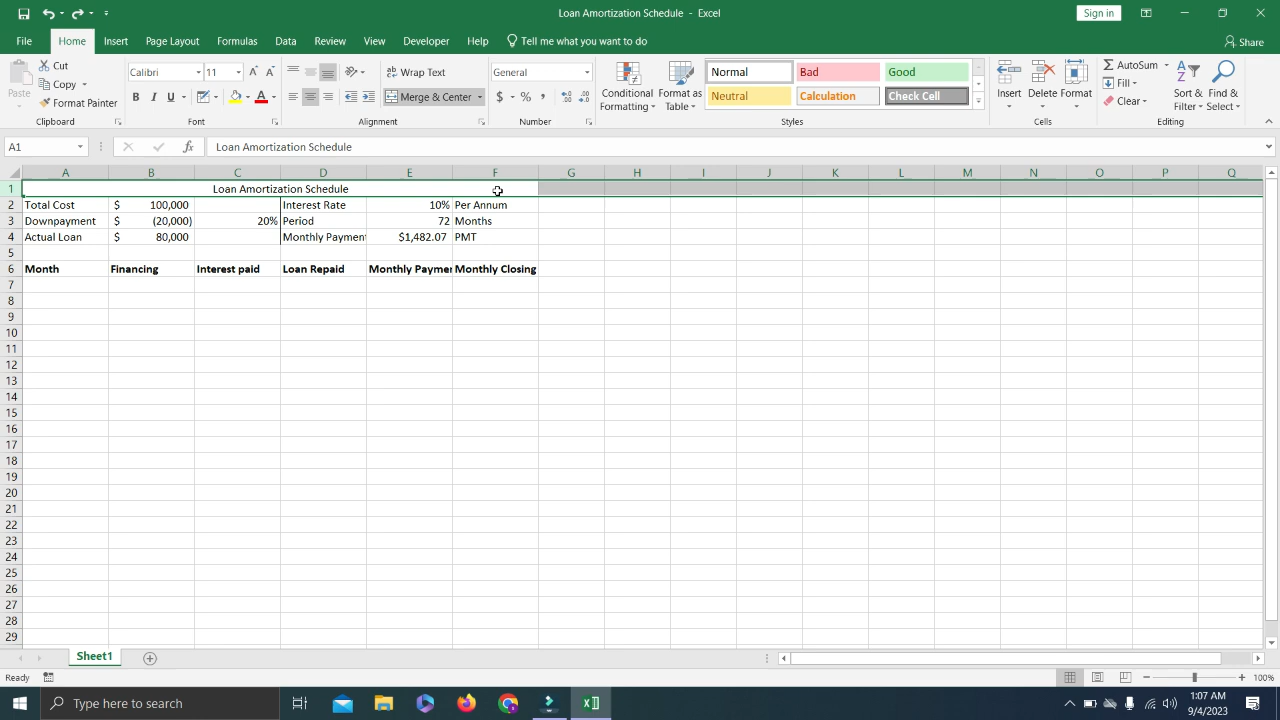 Loan Amortization Schedule - Excel
Sign in
File Home Insert Page Layout Formulas Data Review View Developer Help Tell me what you want to do Share
Paste Cut Copy Format Painter Clipboard
Calibri 11 A A B I U A Font
Wrap Text Merge & Center Alignment
General $ % , Number
Conditional Formatting Format as Table Normal Bad Good Neutral Calculation Check Cell Styles
Insert Delete Format Cells
AutoSum Fill Clear Sort & Filter Find & Select Editing
A1 fx Loan Amortization Schedule
A B C D E F G H I J K L M N O P Q
1 Loan Amortization Schedule
2 Total Cost $ 100,000 Interest Rate 10% Per Annum
3 Downpayment $ (20,000) 20% Period 72 Months
4 Actual Loan $ 80,000 Monthly Paymen $1,482.07 PMT
5
6 Month Financing Interest paid Loan Repaid Monthly Payme Monthly Closing
7
8
9
10
11
12
13
14
15
16
17
18
19
20
21
22
23
24
25
26
27
28
29
Sheet1
Ready 100%
Type here to search
1:07 AM
9/4/2023